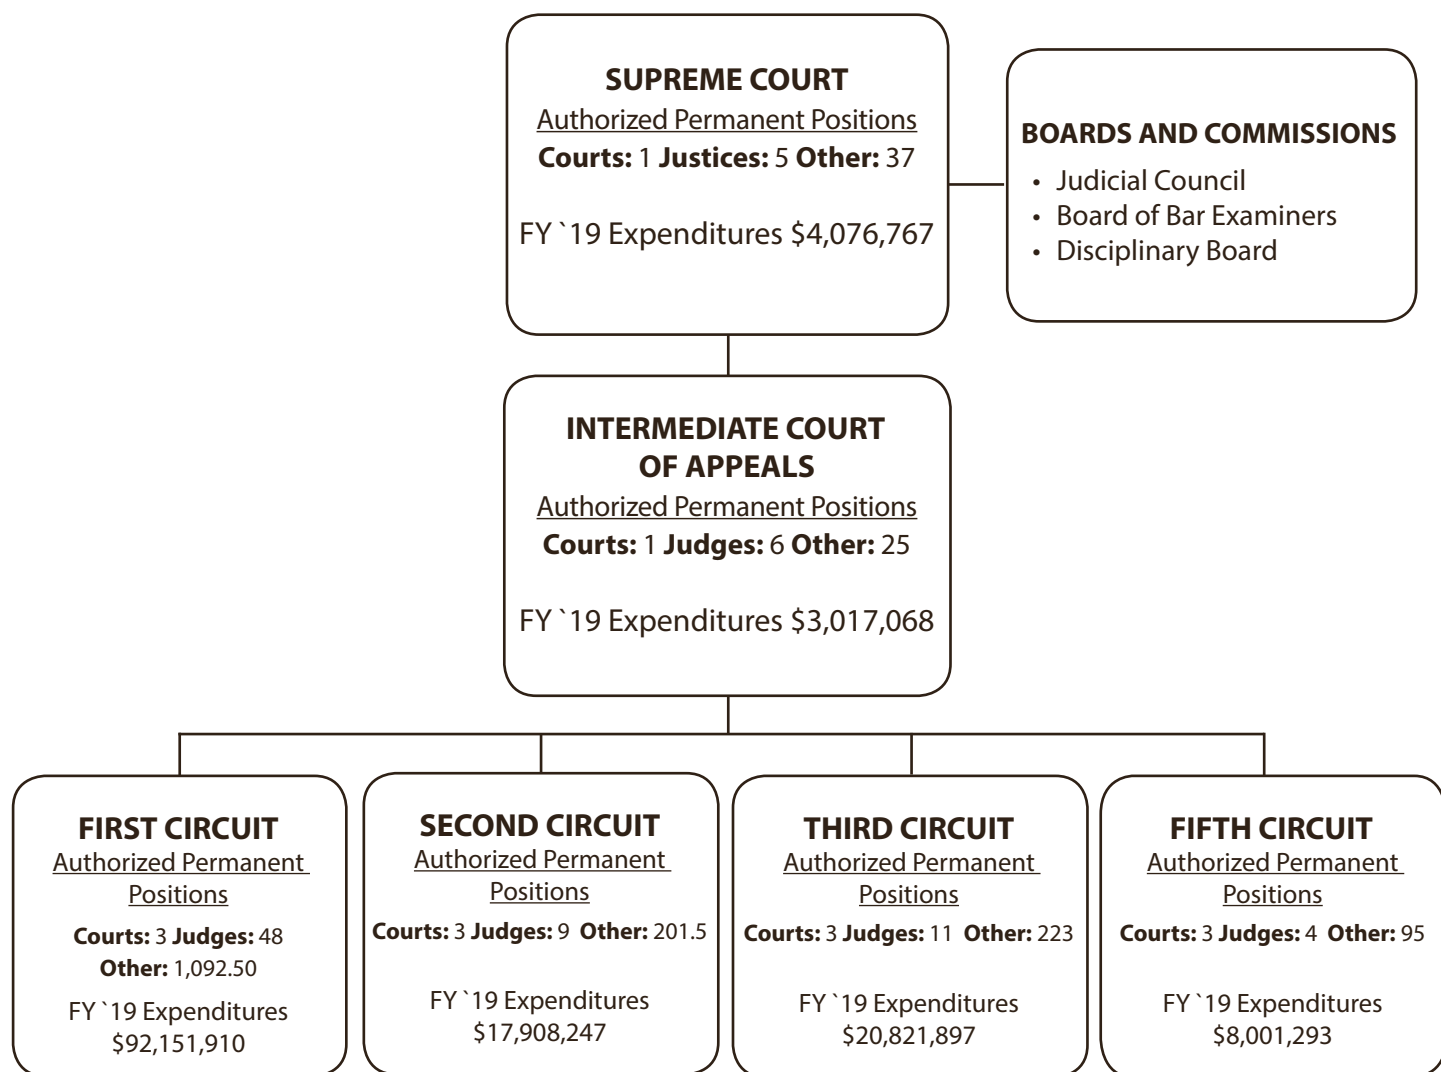 SUPREME COURT
Authorized Permanent Positions
Courts: 1 Justices: 5 Other: 37
FY `19 Expenditures $4,076,767
BOARDS AND COMMISSIONS
• Judicial Council
• Board of Bar Examiners
• Disciplinary Board
INTERMEDIATE COURT
OF APPEALS
Authorized Permanent Positions
Courts: 1 Judges: 6 Other: 25
FY `19 Expenditures $3,017,068
FIRST CIRCUIT
Authorized Permanent
Positions
Courts: 3 Judges: 48
Other: 1,092.50
FY `19 Expenditures
$92,151,910
SECOND CIRCUIT
Authorized Permanent
Positions
Courts: 3 Judges: 9 Other: 201.5
FY `19 Expenditures
$17,908,247
THIRD CIRCUIT
Authorized Permanent
Positions
Courts: 3 Judges: 11 Other: 223
FY `19 Expenditures
$20,821,897
FIFTH CIRCUIT
Authorized Permanent
Positions
Courts: 3 Judges: 4 Other: 95
FY `19 Expenditures
$8,001,293